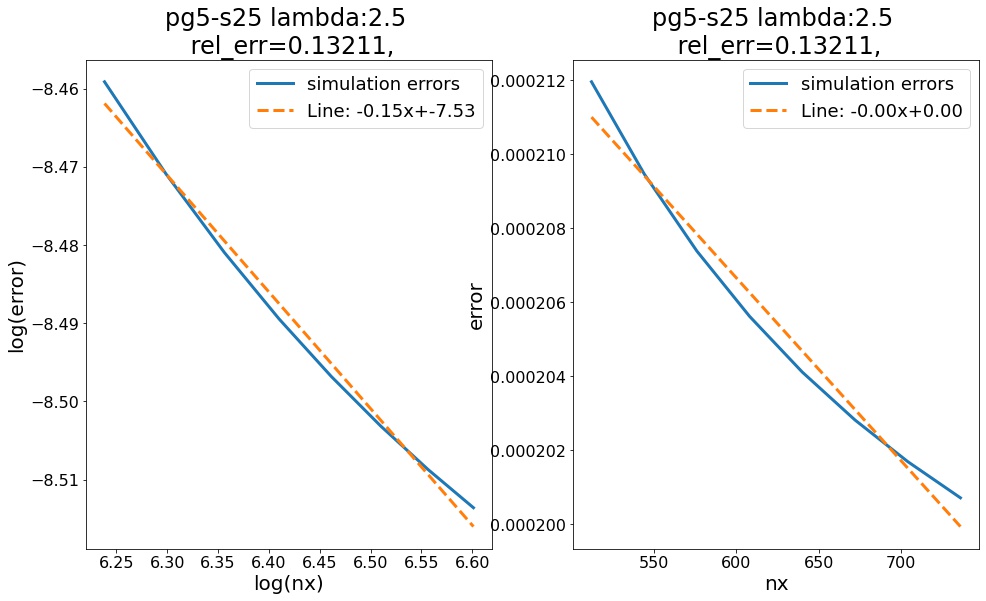 pg5-s25 lambda:2.5
rel_err=0.13211,
simulation errors
Line: -0.15x+-7.53
−8.46
−8.47
−8.48
−8.49
−8.50
−8.51
log(error)
6.25 6.30 6.35 6.40 6.45 6.50 6.55 6.60
log(nx)
pg5-s25 lambda:2.5
rel_err=0.13211,
simulation errors
Line: -0.00x+0.00
0.000212
0.000210
0.000208
0.000206
0.000204
0.000202
0.000200
error
550 600 650 700
nx